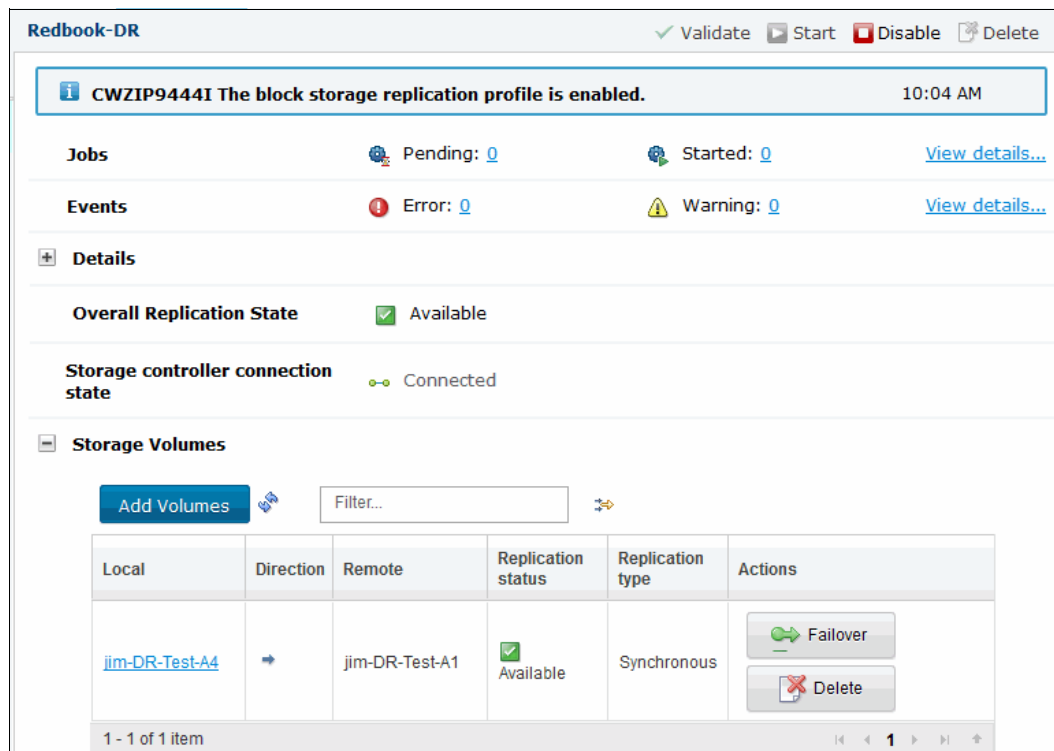 Redbook-DR Validate Start Disable Delete
CWZIP9444I The block storage replication profile is enabled. 10:04 AM
Jobs Pending: 0 Started: 0 View details...
Events Error: 0 Warning: 0 View details...
Details
Overall Replication State Available
Storage controller connection
state
Connected
Storage Volumes
Add Volumes Filter...
Local Direction Remote Replication status Replication type Actions
jim-DR-Test-A4 jim-DR-Test-A1 Available Synchronous Failover
Delete
1 - 1 of 1 item 1